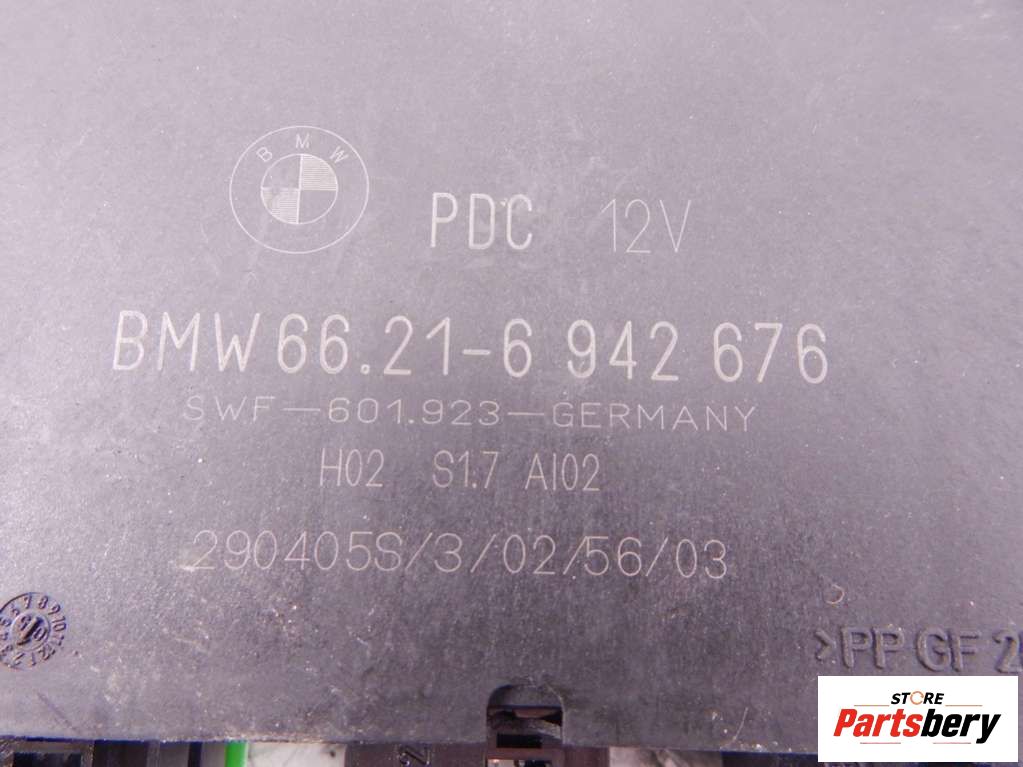 BMW
PDC 12V
BMW 66.21-6 942 676
SWF-601.923-GERMANY
H02 S1.7 AI02
290405S/3/02/56/03
>PP GF 2
STORE
Partsbery